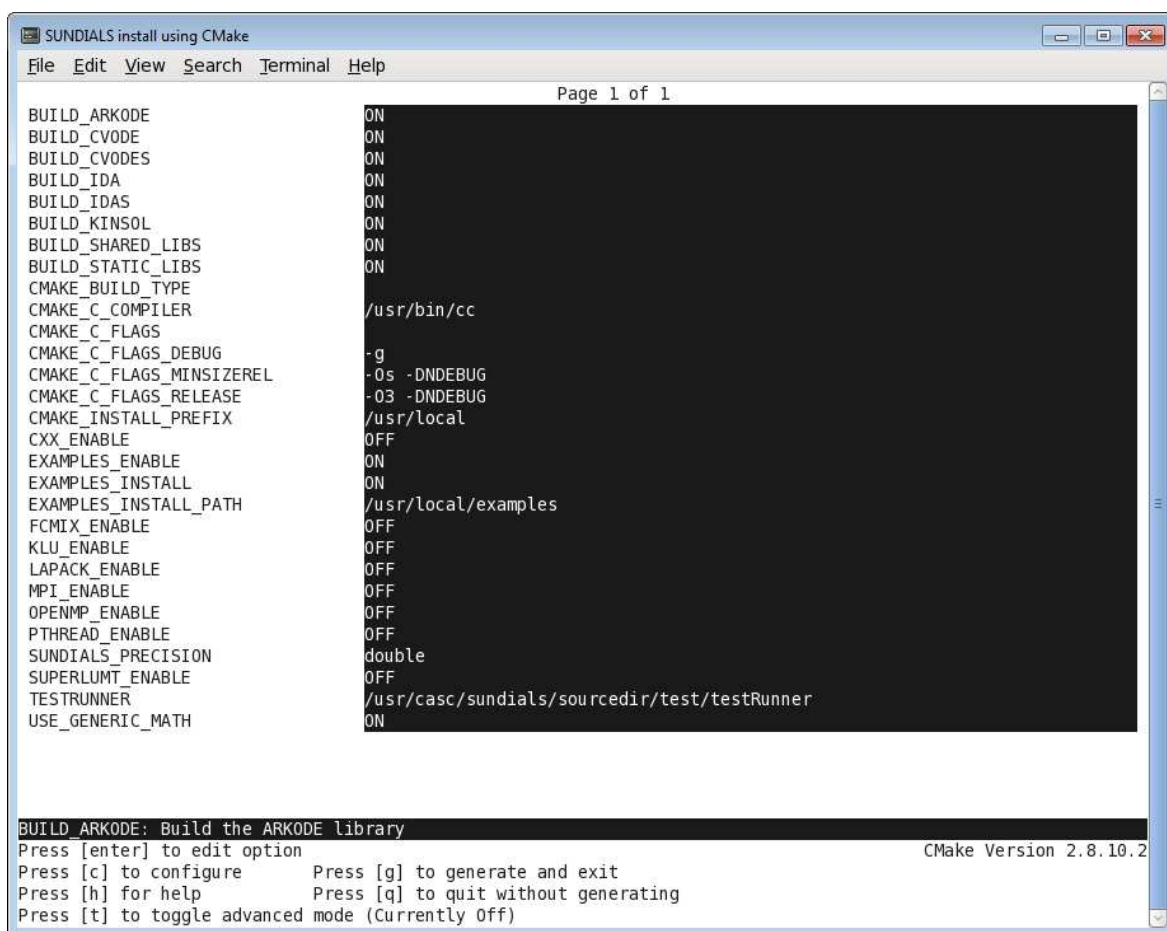 SUNDIALS install using CMake
File Edit View Search Terminal Help
Page 1 of 1
BUILD_ARKODE ON
BUILD_CVODE ON
BUILD_CVODES ON
BUILD_IDA ON
BUILD_IDAS ON
BUILD_KINSOL ON
BUILD_SHARED_LIBS ON
BUILD_STATIC_LIBS ON
CMAKE_BUILD_TYPE
CMAKE_C_COMPILER /usr/bin/cc
CMAKE_C_FLAGS
CMAKE_C_FLAGS_DEBUG -g
CMAKE_C_FLAGS_MINSIZEREL -Os -DNDEBUG
CMAKE_C_FLAGS_RELEASE -O3 -DNDEBUG
CMAKE_INSTALL_PREFIX /usr/local
CXX_ENABLE OFF
EXAMPLES_ENABLE ON
EXAMPLES_INSTALL ON
EXAMPLES_INSTALL_PATH /usr/local/examples
FCMIX_ENABLE OFF
KLU_ENABLE OFF
LAPACK_ENABLE OFF
MPI_ENABLE OFF
OPENMP_ENABLE OFF
PTHREAD_ENABLE OFF
SUNDIALS_PRECISION double
SUPERLUMT_ENABLE OFF
TESTRUNNER /usr/casc/sundials/sourcedir/test/testRunner
USE_GENERIC_MATH ON
BUILD_ARKODE: Build the ARKODE library
Press [enter] to edit option CMake Version 2.8.10.2
Press [c] to configure Press [g] to generate and exit
Press [h] for help Press [q] to quit without generating
Press [t] to toggle advanced mode (Currently Off)